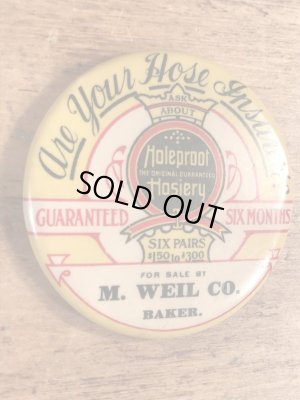 Are Your Hose Insured
ASK
ABOUT
Holeproof
THE ORIGINAL GUARANTEED
Hosiery
SOLD OUT
GUARANTEED SIX MONTHS
SIX PAIRS
$1.50 to $3.00
FOR SALE BY
M. WEIL CO.
BAKER.